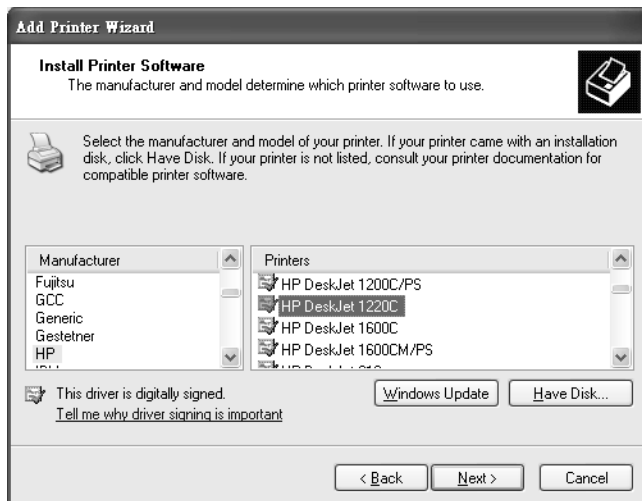 Add Printer Wizard
Install Printer Software
The manufacturer and model determine which printer software to use.
Select the manufacturer and model of your printer. If your printer came with an installation
disk, click Have Disk. If your printer is not listed, consult your printer documentation for
compatible printer software.
Manufacturer
Fujitsu
GCC
Generic
Gestetner
HP
Printers
HP DeskJet 1200C/PS
HP DeskJet 1220C
HP DeskJet 1600C
HP DeskJet 1600CM/PS
This driver is digitally signed.
Tell me why driver signing is important
Windows Update
Have Disk...
< Back
Next >
Cancel